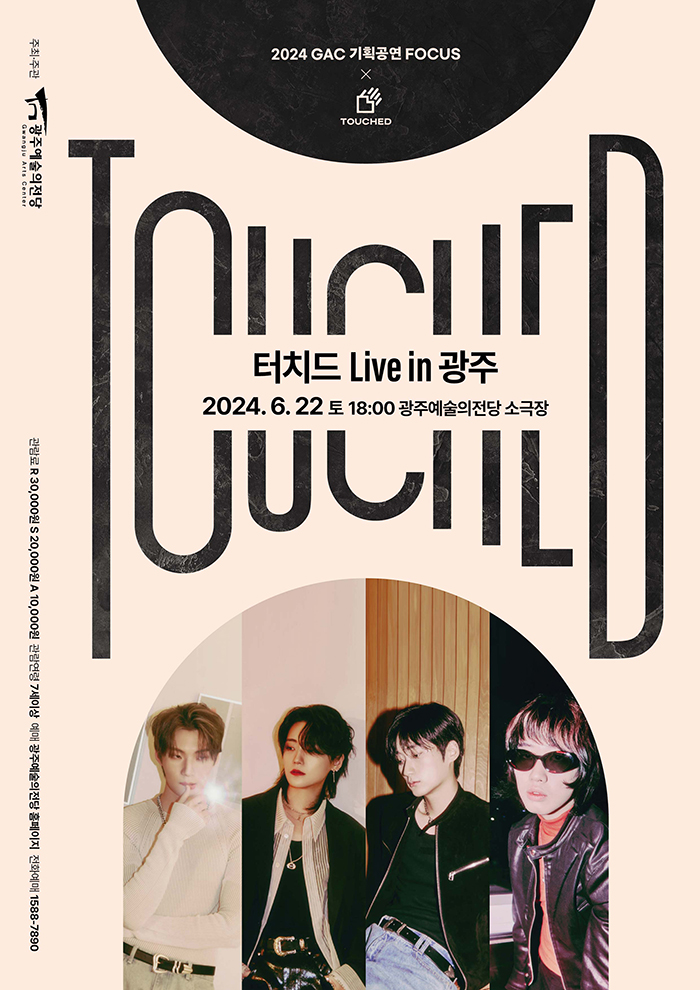 2024 GAC 기획공연 FOCUS
×
TOUCHED
주최·주관
광주예술의전당
Gwangju Arts Center
TOUCHED
터치드 Live in 광주
2024. 6. 22 토 18:00 광주예술의전당 소극장
관람료 R 30,000원 S 20,000원 A 10,000원 관람연령 7세이상 예매 광주예술의전당 홈페이지 전화예매 1588-7890